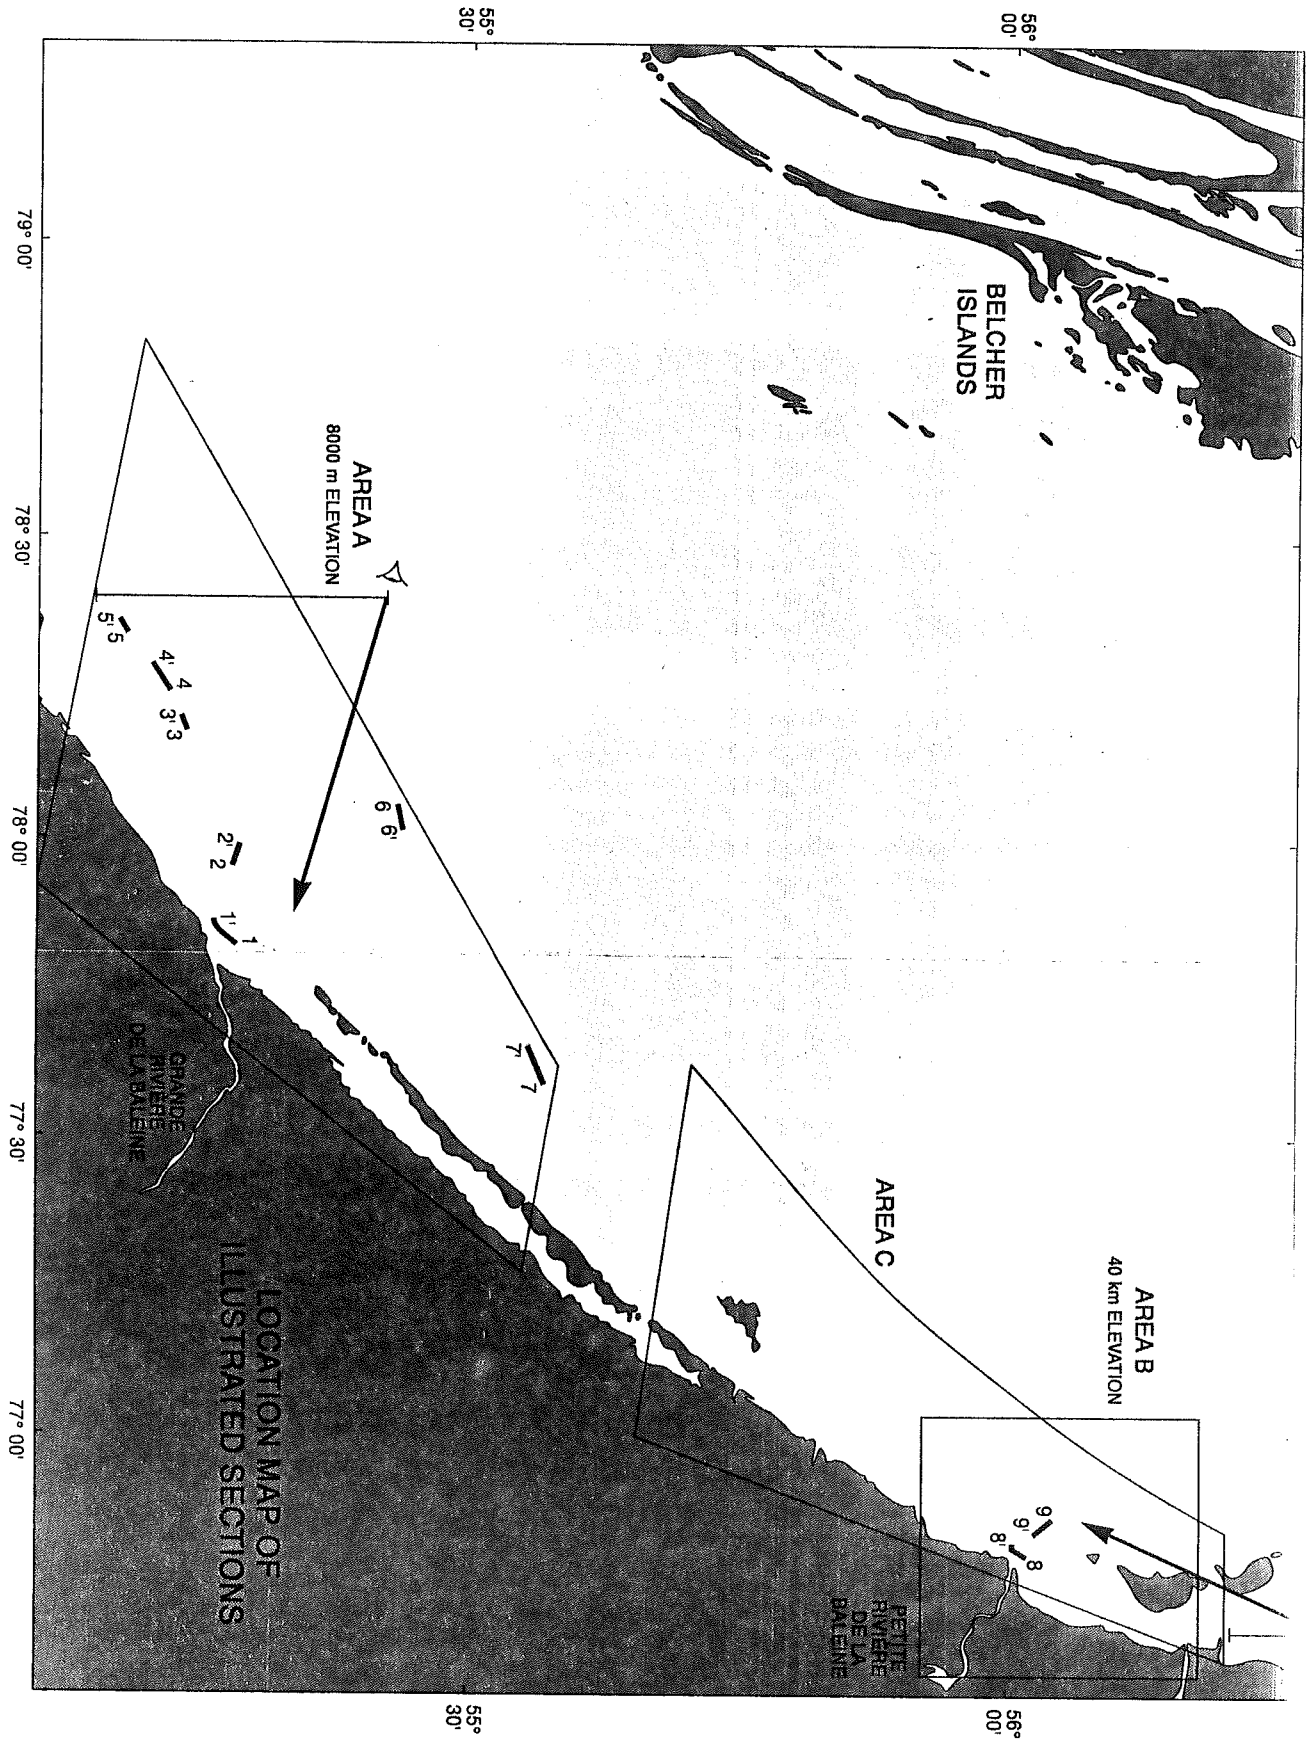 55°
30'
56°
00'
79° 00'
78° 30'
78° 00'
77° 30'
77° 00'
BELCHER
ISLANDS
AREA A
8000 m ELEVATION
5'
5
4'
4
3'
3
2'
2
1'
1
6
6'
7'
7
AREA C
AREA B
40 km ELEVATION
9
9'
8'
8
GRANDE
RIVIÈRE
DE LA BALEINE
PETITE
RIVIÈRE
DE LA
BALEINE
LOCATION MAP OF
ILLUSTRATED SECTIONS
55°
30'
56°
00'